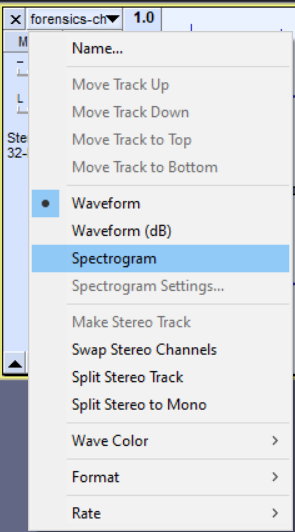 forensics-ch 1.0
M
Name...
Move Track Up
Move Track Down
L
Move Track to Top
Ste
Move Track to Bottom
32-
Waveform
Waveform (dB)
Spectrogram
Spectrogram Settings...
Make Stereo Track
Swap Stereo Channels
Split Stereo Track
Split Stereo to Mono
Wave Color
Format
Rate